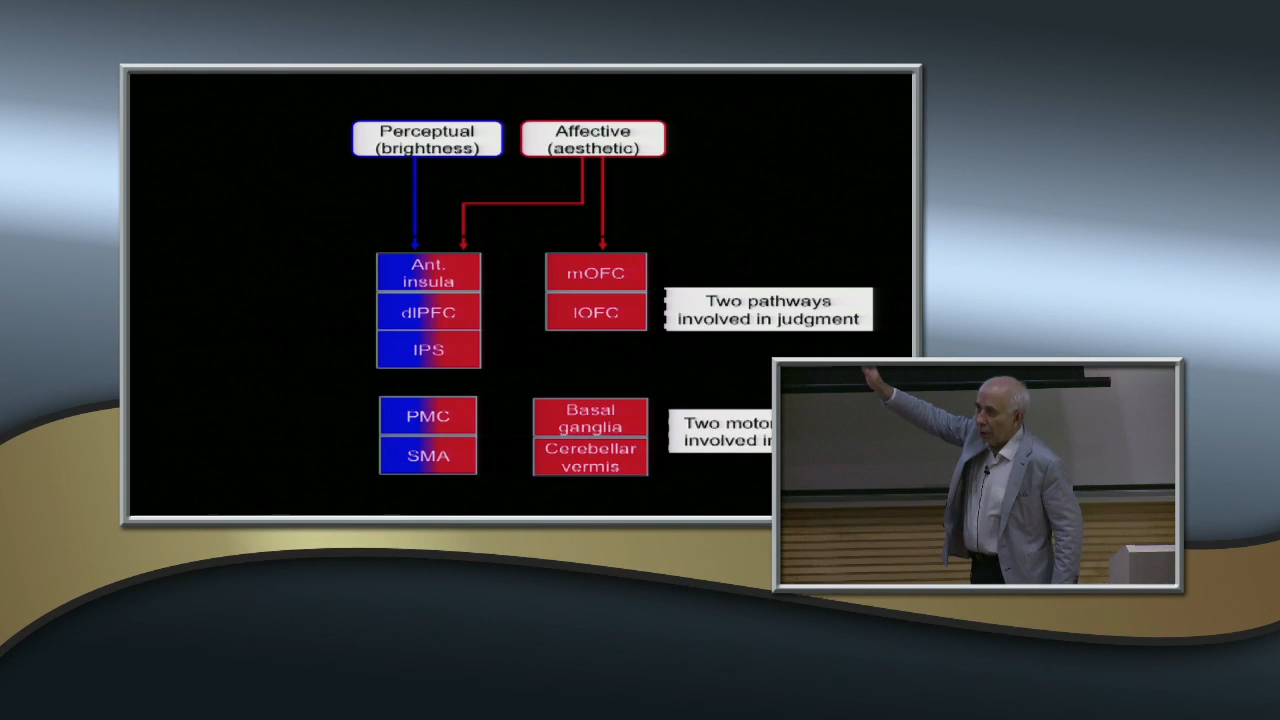 Perceptual
(brightness)
Affective
(aesthetic)
Ant.
insula
dlPFC
IPS
mOFC
lOFC
Two pathways
involved in judgment
PMC
SMA
Basal
ganglia
Cerebellar
vermis
Two moto
involved i